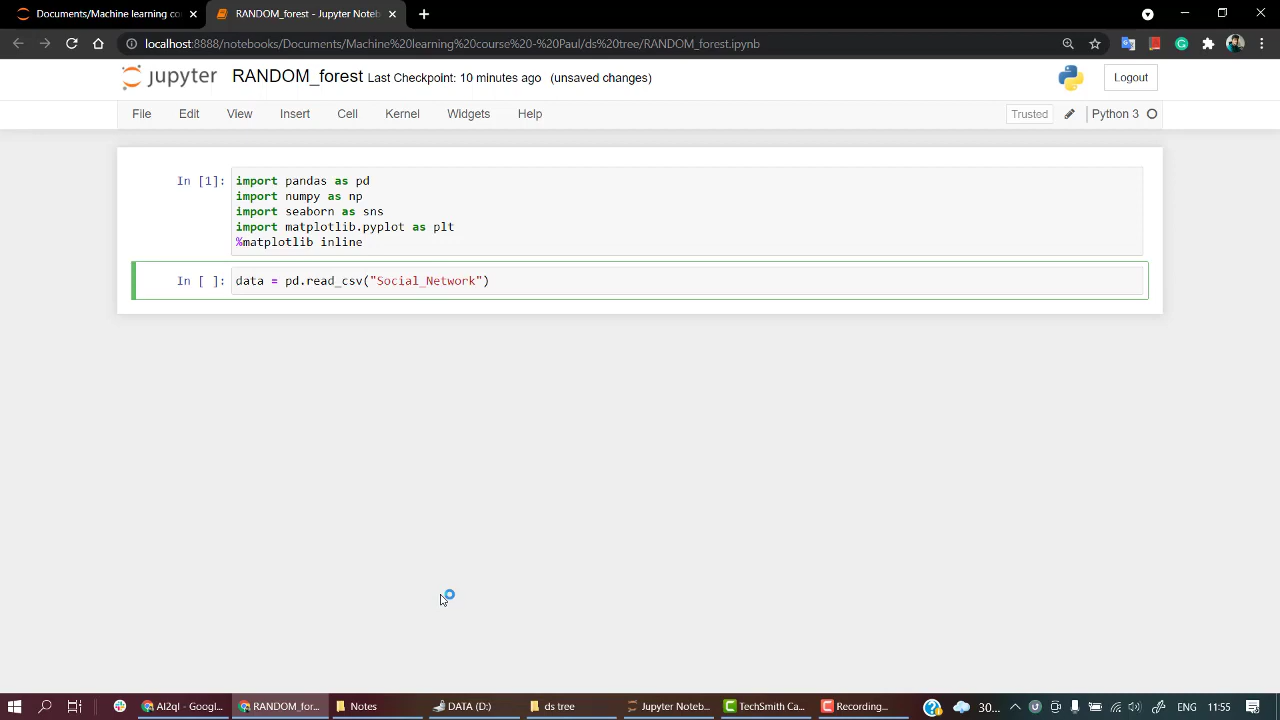 Documents/Machine learning co
RANDOM_forest - Jupyter Noteb
localhost:8888/notebooks/Documents/Machine%20learning%20course%20-%20Paul/ds%20tree/RANDOM_forest.ipynb
jupyter RANDOM_forest Last Checkpoint: 10 minutes ago (unsaved changes)
Logout
File Edit View Insert Cell Kernel Widgets Help
Trusted
Python 3
In [1]:
import pandas as pd
import numpy as np
import seaborn as sns
import matplotlib.pyplot as plt
%matplotlib inline
In [ ]:
data = pd.read_csv("Social_Network")
AI2ql - Googl...
RANDOM_for...
Notes
DATA (D:)
ds tree
Jupyter Noteb...
TechSmith Ca...
Recording...
30...
ENG
11:55